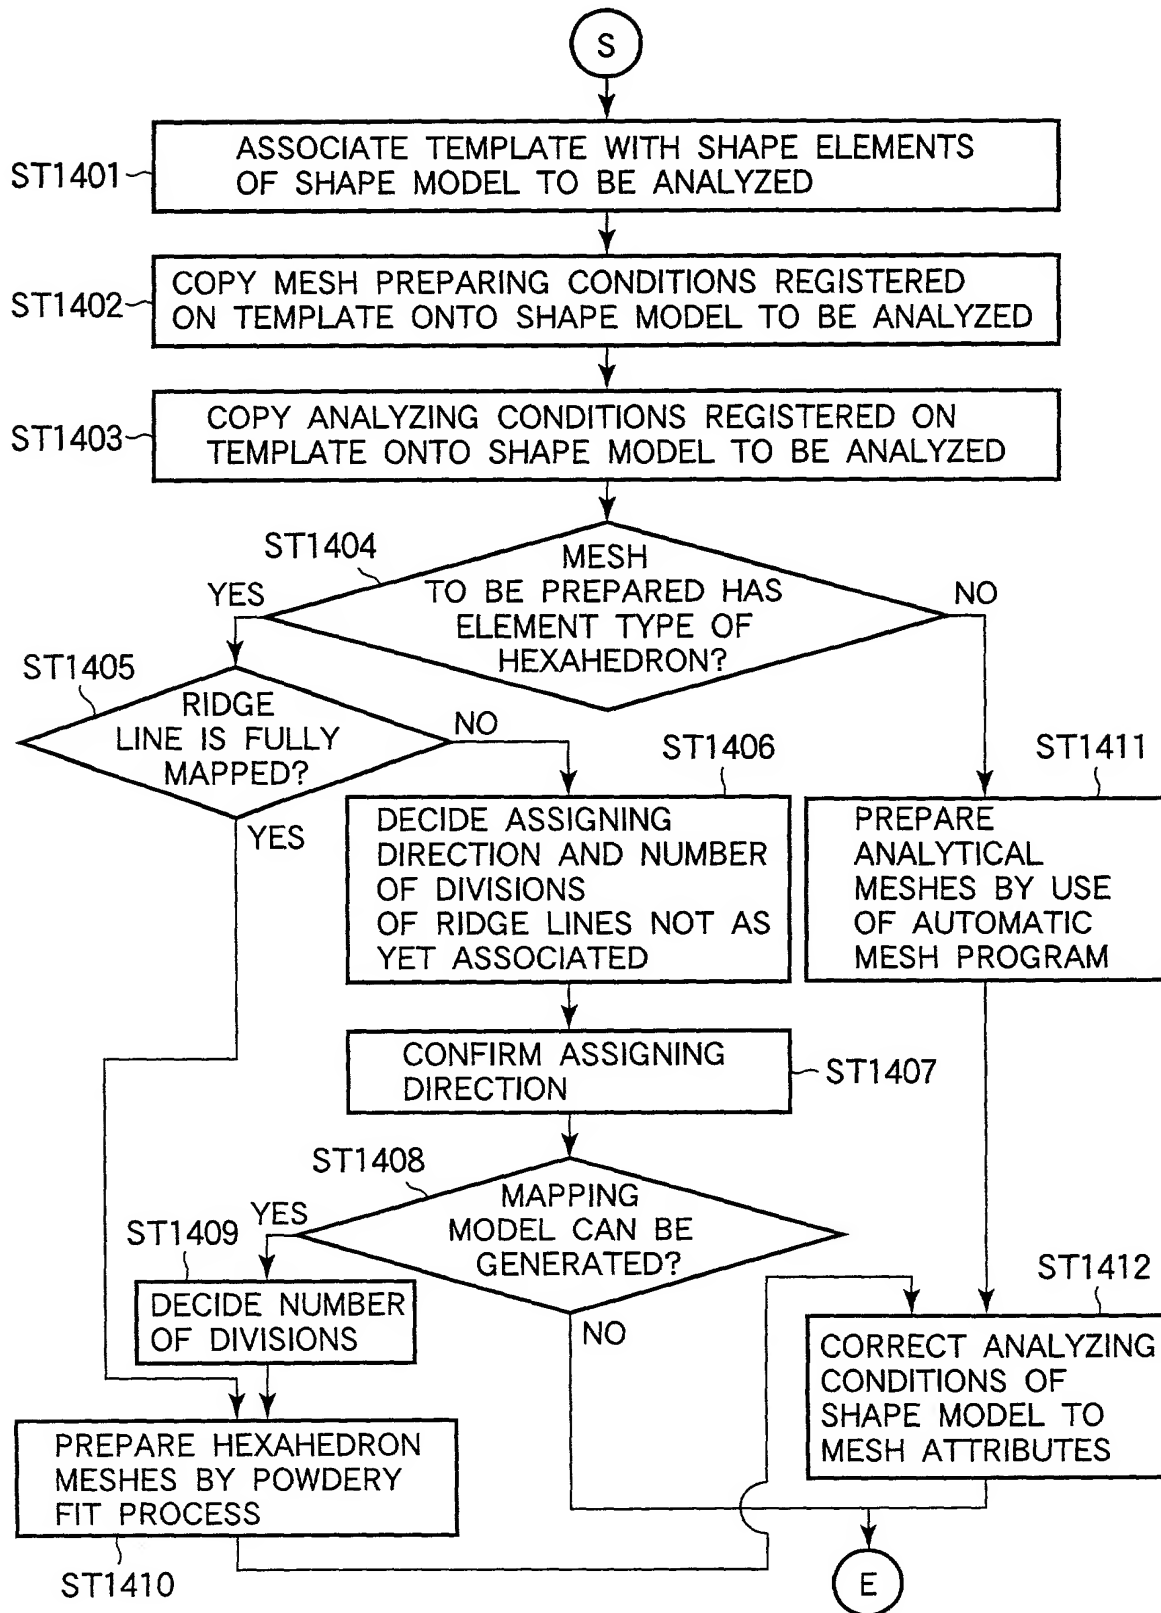 S
ST1401
ASSOCIATE TEMPLATE WITH SHAPE ELEMENTS
OF SHAPE MODEL TO BE ANALYZED
ST1402
COPY MESH PREPARING CONDITIONS REGISTERED
ON TEMPLATE ONTO SHAPE MODEL TO BE ANALYZED
ST1403
COPY ANALYZING CONDITIONS REGISTERED ON
TEMPLATE ONTO SHAPE MODEL TO BE ANALYZED
ST1404
MESH
TO BE PREPARED HAS
ELEMENT TYPE OF
HEXAHEDRON?
YES
NO
ST1405
RIDGE
LINE IS FULLY
MAPPED?
NO
YES
ST1406
DECIDE ASSIGNING
DIRECTION AND NUMBER
OF DIVISIONS
OF RIDGE LINES NOT AS
YET ASSOCIATED
ST1411
PREPARE
ANALYTICAL
MESHES BY USE
OF AUTOMATIC
MESH PROGRAM
CONFIRM ASSIGNING
DIRECTION
ST1407
ST1408
MAPPING
MODEL CAN BE
GENERATED?
YES
NO
ST1409
DECIDE NUMBER
OF DIVISIONS
ST1412
CORRECT ANALYZING
CONDITIONS OF
SHAPE MODEL TO
MESH ATTRIBUTES
PREPARE HEXAHEDRON
MESHES BY POWDERY
FIT PROCESS
ST1410
E